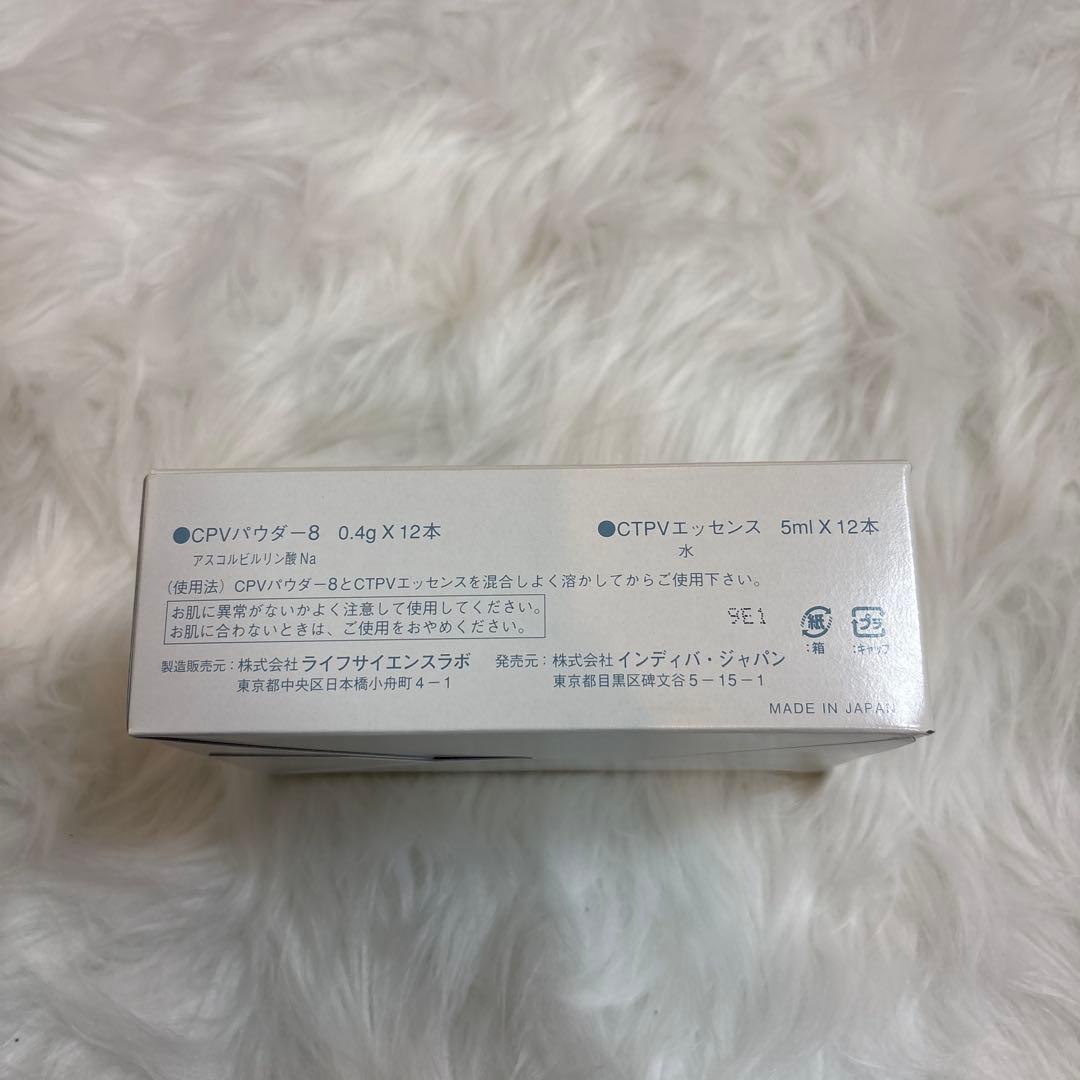 ●CPVパウダー8 0.4g X 12本
アスコルビルリン酸Na
●CTPVエッセンス 5ml X 12本
水
(使用法) CPVパウダー8とCTPVエッセンスを混合しよく溶かしてからご使用下さい。
お肌に異常がないかよく注意して使用してください。
お肌に合わないときは、ご使用をおやめください。
9E1
紙
:箱
プラ
:キャップ
製造販売元:株式会社 ライフサイエンスラボ
東京都中央区日本橋小舟町4-1
発売元:株式会社 インディバ・ジャパン
東京都目黒区碑文谷5-15-1
MADE IN JAPAN